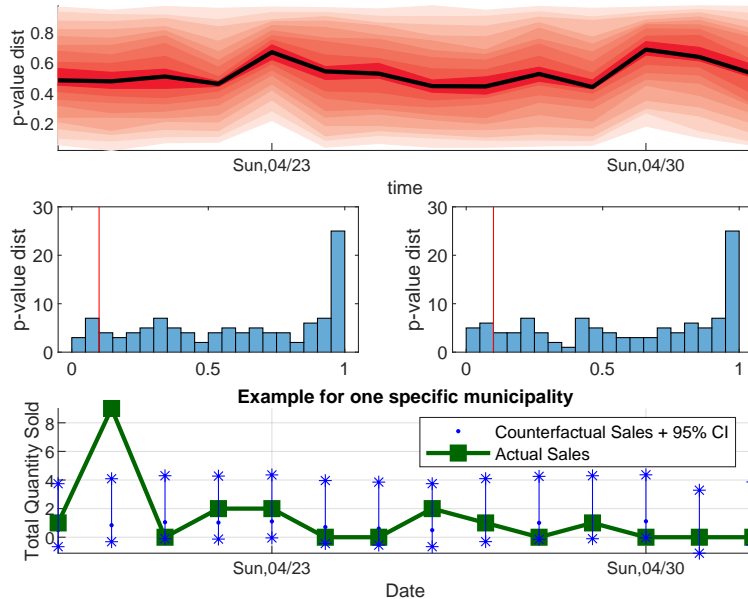 p-value dist
0.8
0.6
0.4
0.2
Sun,04/23
Sun,04/30
time
p-value dist
30
20
10
0
0
0.5
1
p-value dist
30
20
10
0
0
0.5
1
Example for one specific municipality
Total Quantity Sold
8
6
4
2
0
Counterfactual Sales + 95% CI
Actual Sales
Sun,04/23
Sun,04/30
Date